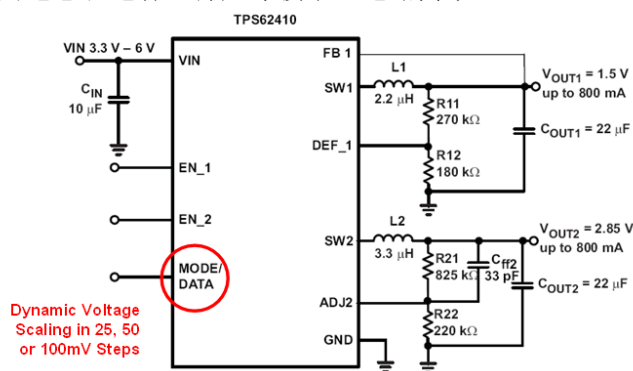 TPS62410
VIN 3.3 V – 6 V
VIN
CIN
10 µF
EN_1
EN_2
MODE/
DATA
Dynamic Voltage
Scaling in 25, 50
or 100mV Steps
FB 1
SW1
DEF_1
SW2
ADJ2
GND
L1
2.2 µH
R11
270 kΩ
R12
180 kΩ
VOUT1 = 1.5 V
up to 800 mA
COUT1 = 22 µF
L2
3.3 µH
R21
825 kΩ
Cff2
33 pF
R22
220 kΩ
VOUT2 = 2.85 V
up to 800 mA
COUT2 = 22 µF